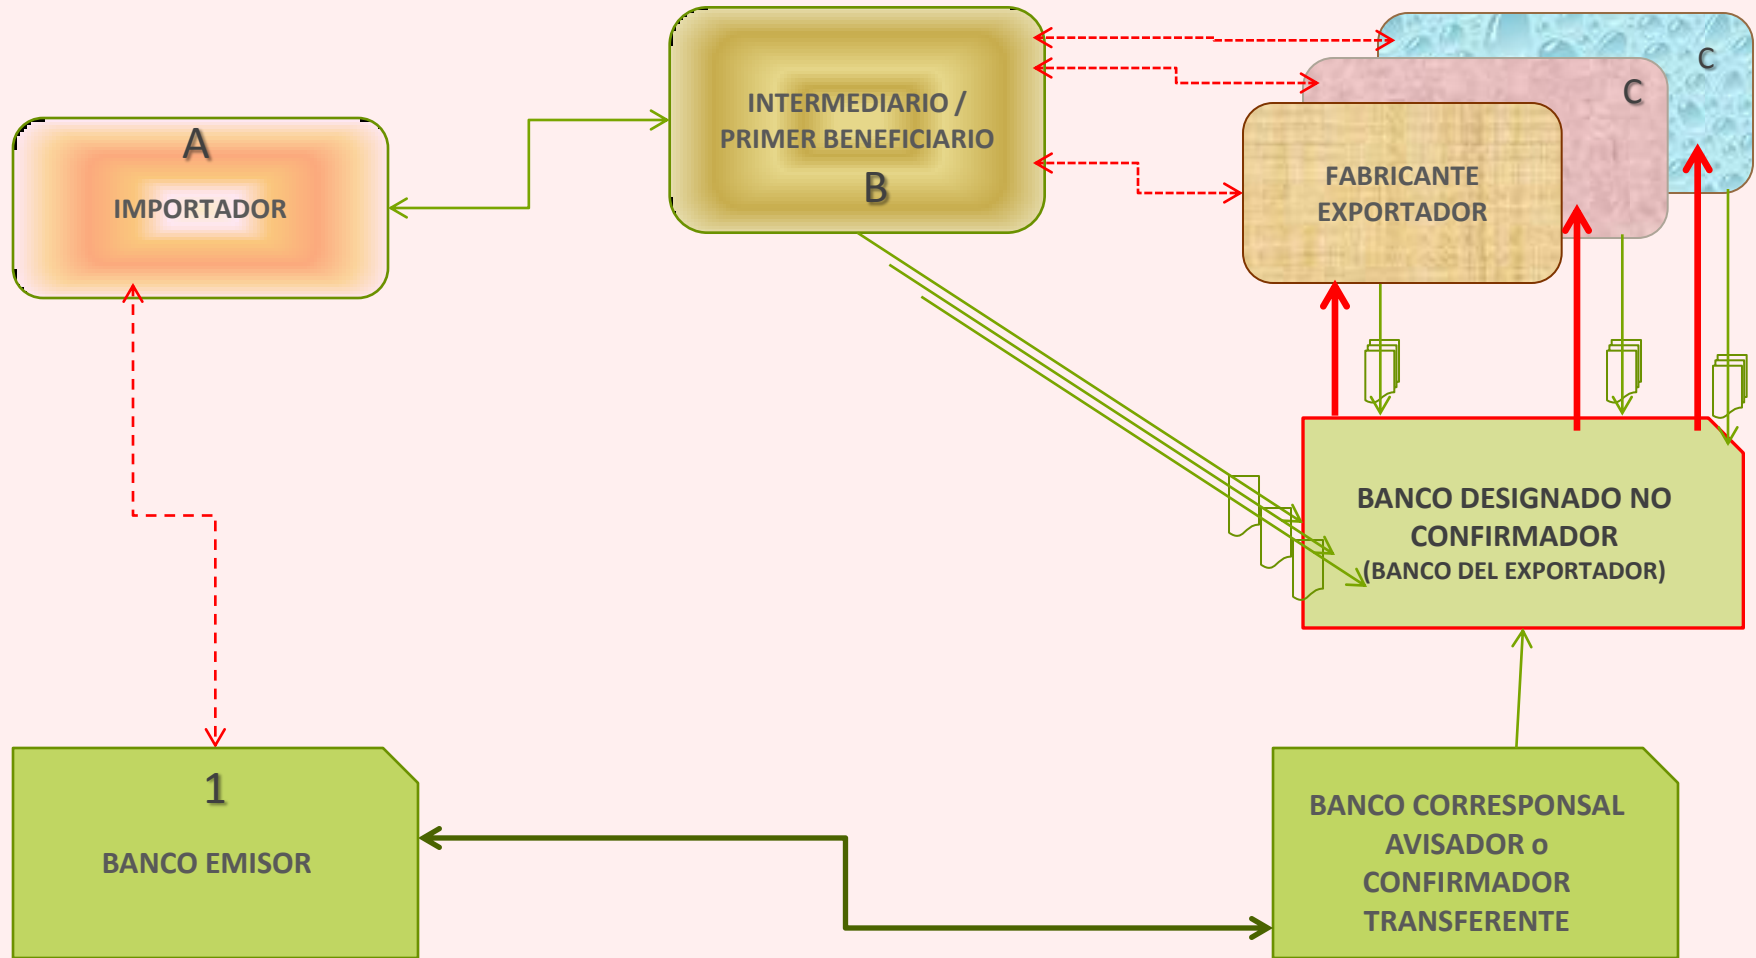 A
IMPORTADOR
INTERMEDIARIO /
PRIMER BENEFICIARIO
B
C
C
FABRICANTE
EXPORTADOR
BANCO DESIGNADO NO
CONFIRMADOR
(BANCO DEL EXPORTADOR)
1
BANCO EMISOR
BANCO CORRESPONSAL
AVISADOR o
CONFIRMADOR
TRANSFERENTE